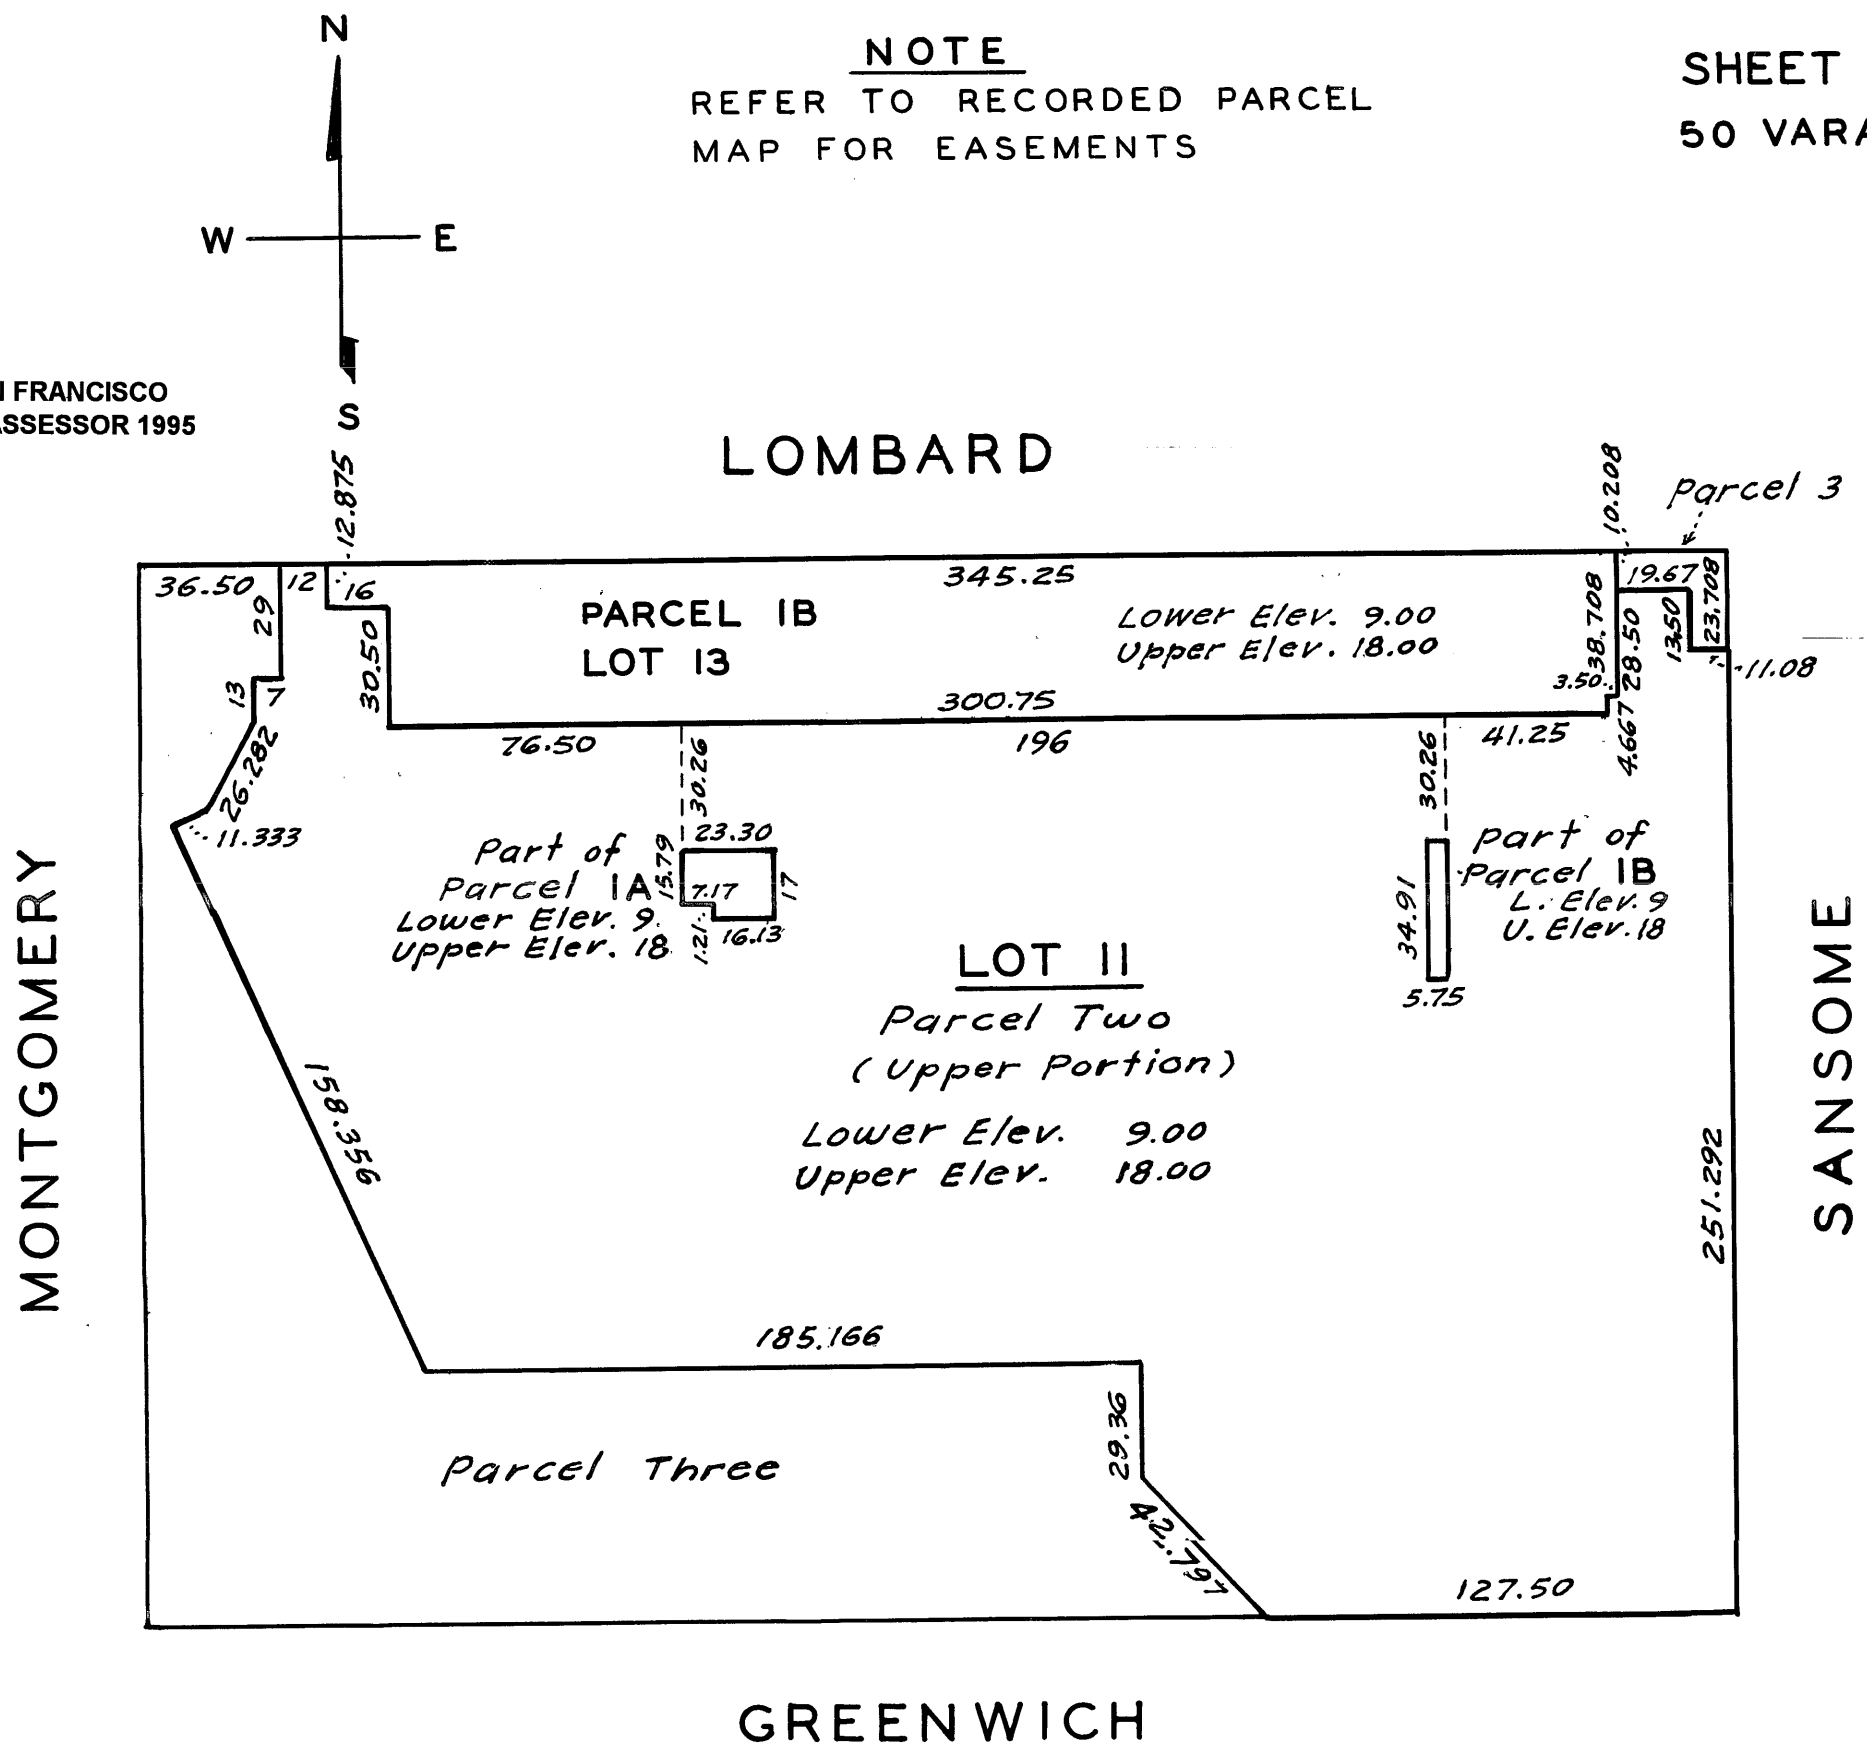 N
NOTE
REFER TO RECORDED PARCEL
MAP FOR EASEMENTS
SHEET
50 VARA
W
E
S
N FRANCISCO
ASSESSOR 1995
LOMBARD
12.875
10.208
Parcel 3
36.50
12
16
345.25
19.67
29
30.50
PARCEL 1B
LOT 13
Lower Elev. 9.00
Upper Elev. 18.00
38.708
28.50
13.50
23.708
11.08
3.50
13
7
300.75
4.667
76.50
196
41.25
26.282
30.26
30.26
11.333
23.30
Part of
Parcel 1A
Lower Elev. 9
Upper Elev. 18
15.79
7.17
17
1.21
16.13
Part of
Parcel 1B
L. Elev. 9
U. Elev. 18
34.91
5.75
LOT 11
Parcel Two
(Upper Portion)
Lower Elev. 9.00
Upper Elev. 18.00
MONTGOMERY
SANSOME
158.356
251.292
185.166
29.36
Parcel Three
42.797
127.50
GREENWICH